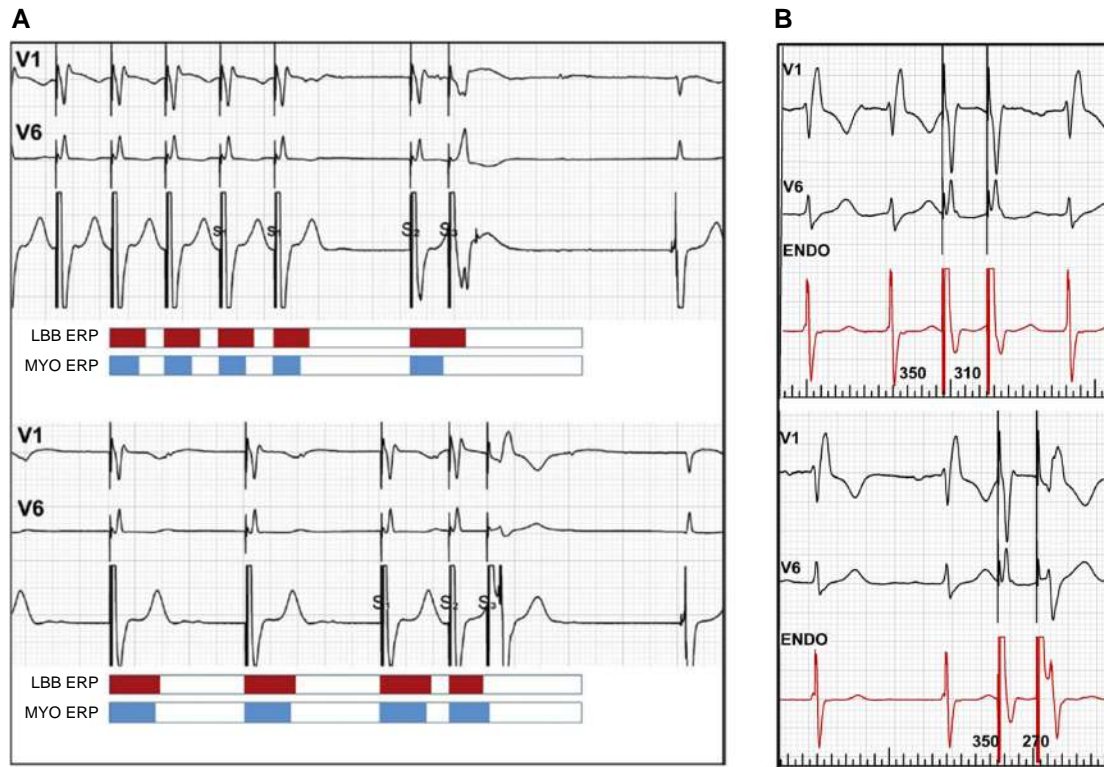 A
V1
V6
S₁ S₁ S₂ S₃
LBB ERP
MYO ERP
V1
V6
S₁ S₂ S₃
LBB ERP
MYO ERP
B
V1
V6
ENDO
350 310
V1
V6
ENDO
350 270